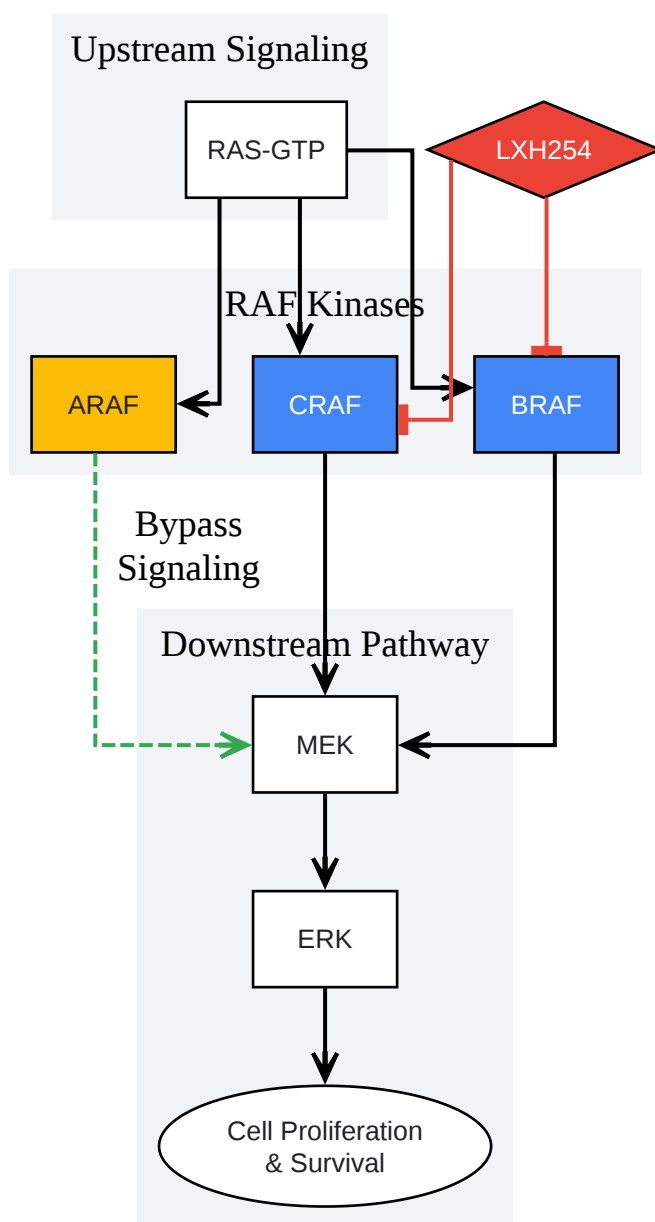 Upstream Signaling
RAS-GTP
LXH254
RAF Kinases
ARAF
CRAF
BRAF
Bypass
Signaling
Downstream Pathway
MEK
ERK
Cell Proliferation
& Survival